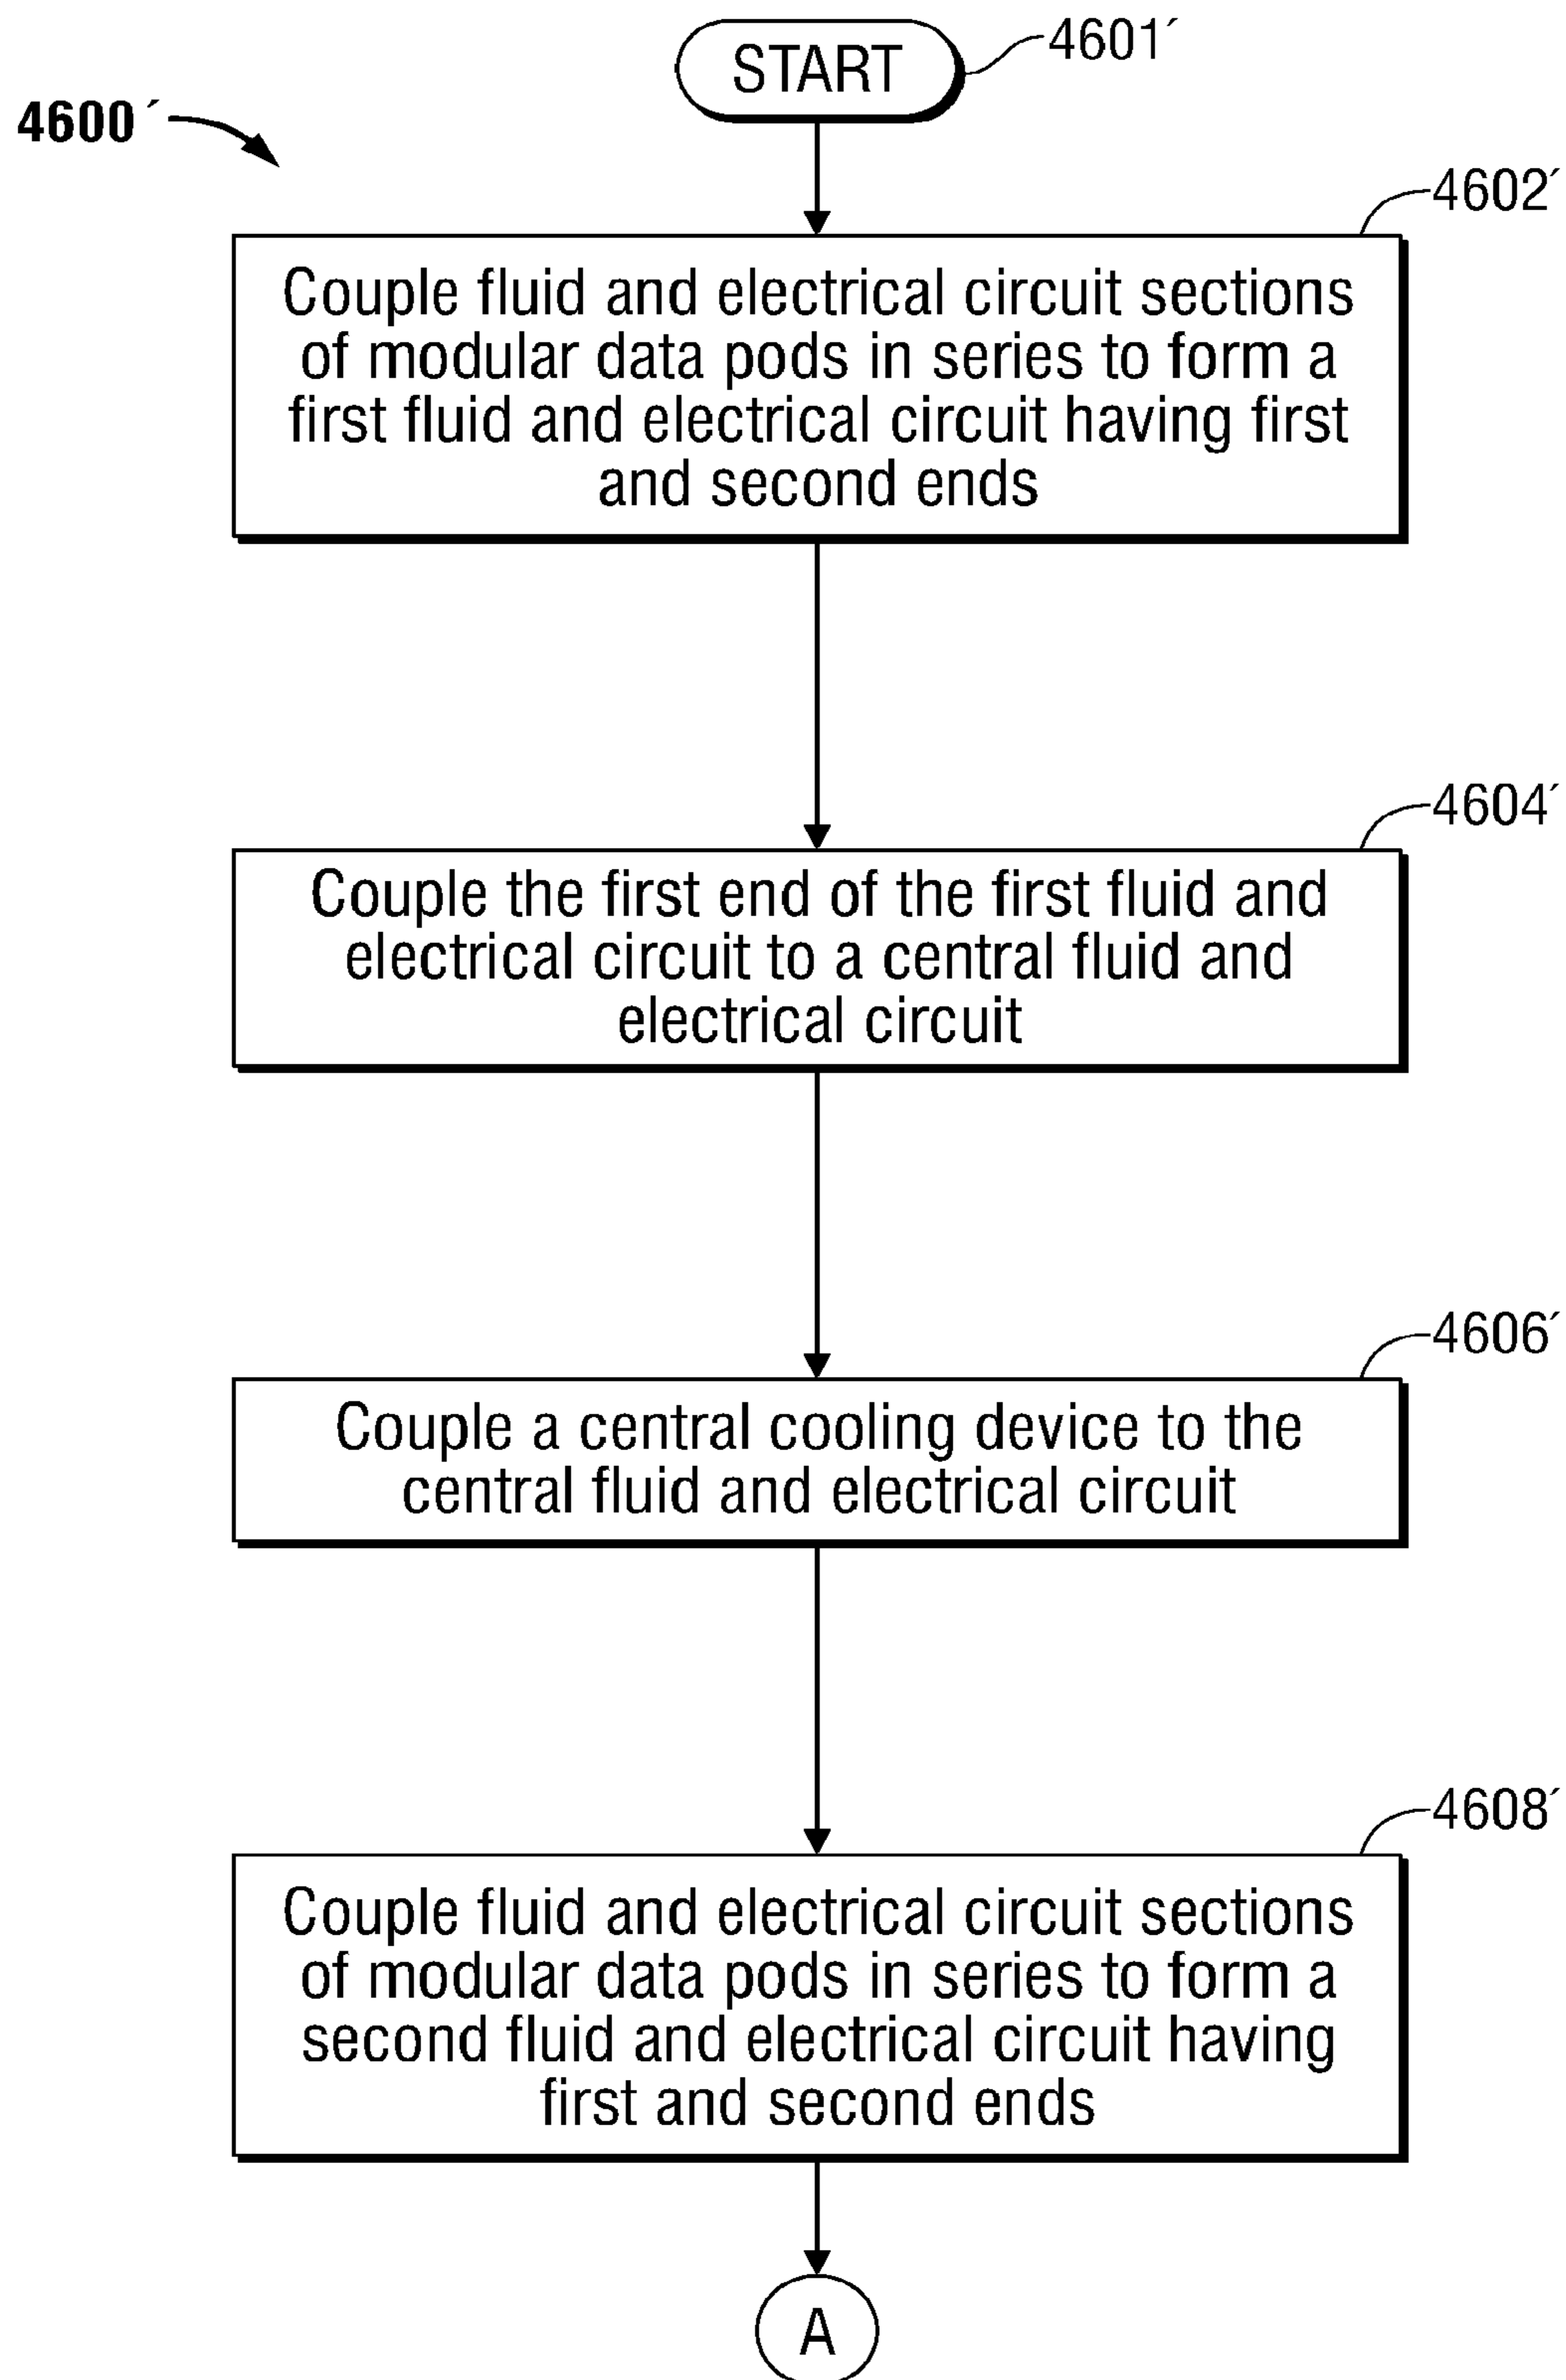 START
4601´
4600´
4602´
Couple fluid and electrical circuit sections
of modular data pods in series to form a
first fluid and electrical circuit having first
and second ends
4604´
Couple the first end of the first fluid and
electrical circuit to a central fluid and
electrical circuit
4606´
Couple a central cooling device to the
central fluid and electrical circuit
4608´
Couple fluid and electrical circuit sections
of modular data pods in series to form a
second fluid and electrical circuit having
first and second ends
A